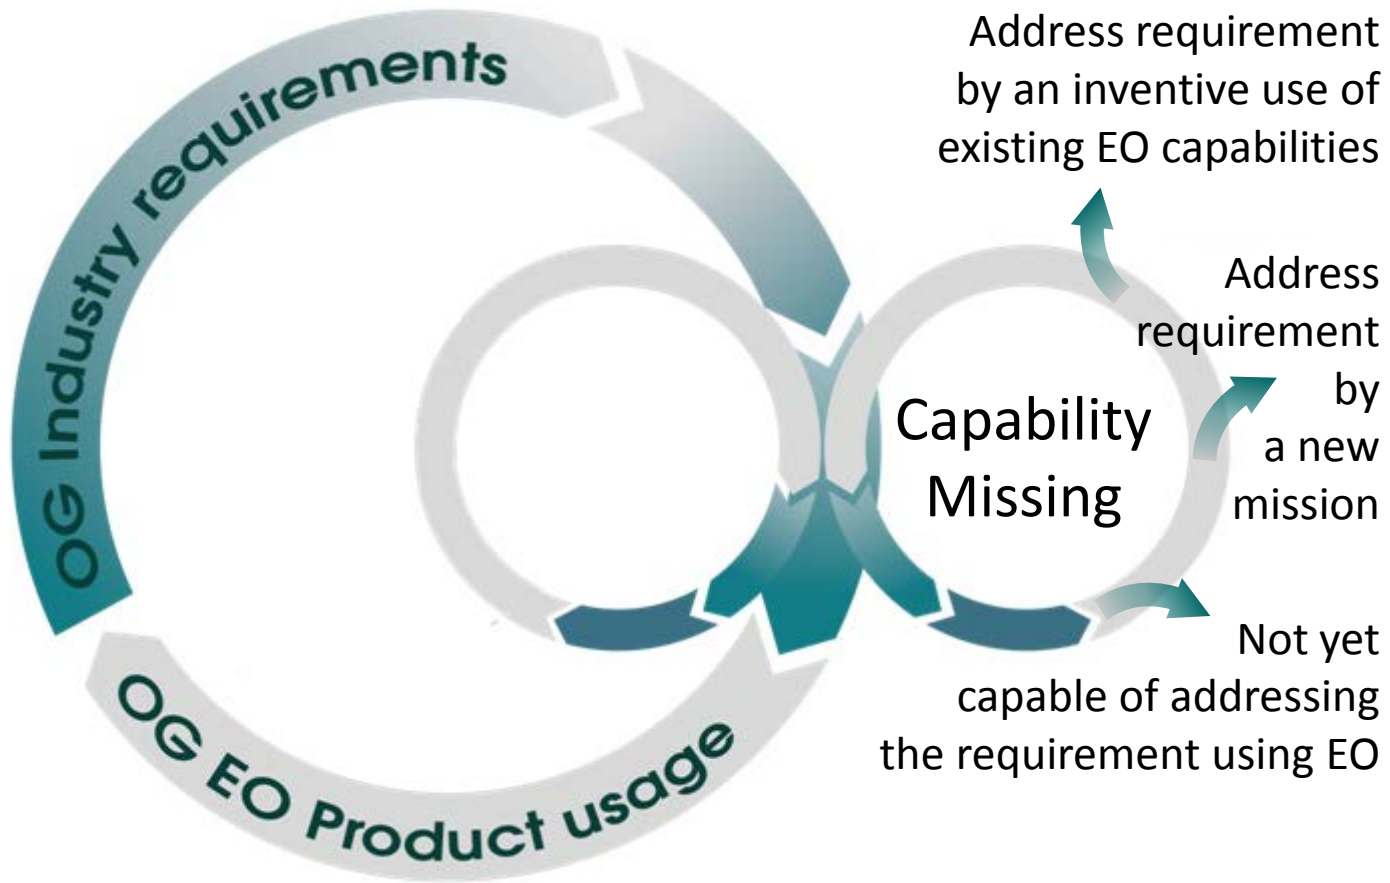 OG Industry requirements
OG EO Product usage
Capability
Missing
Address requirement
by an inventive use of
existing EO capabilities
Address
requirement
by
a new
mission
Not yet
capable of addressing
the requirement using EO